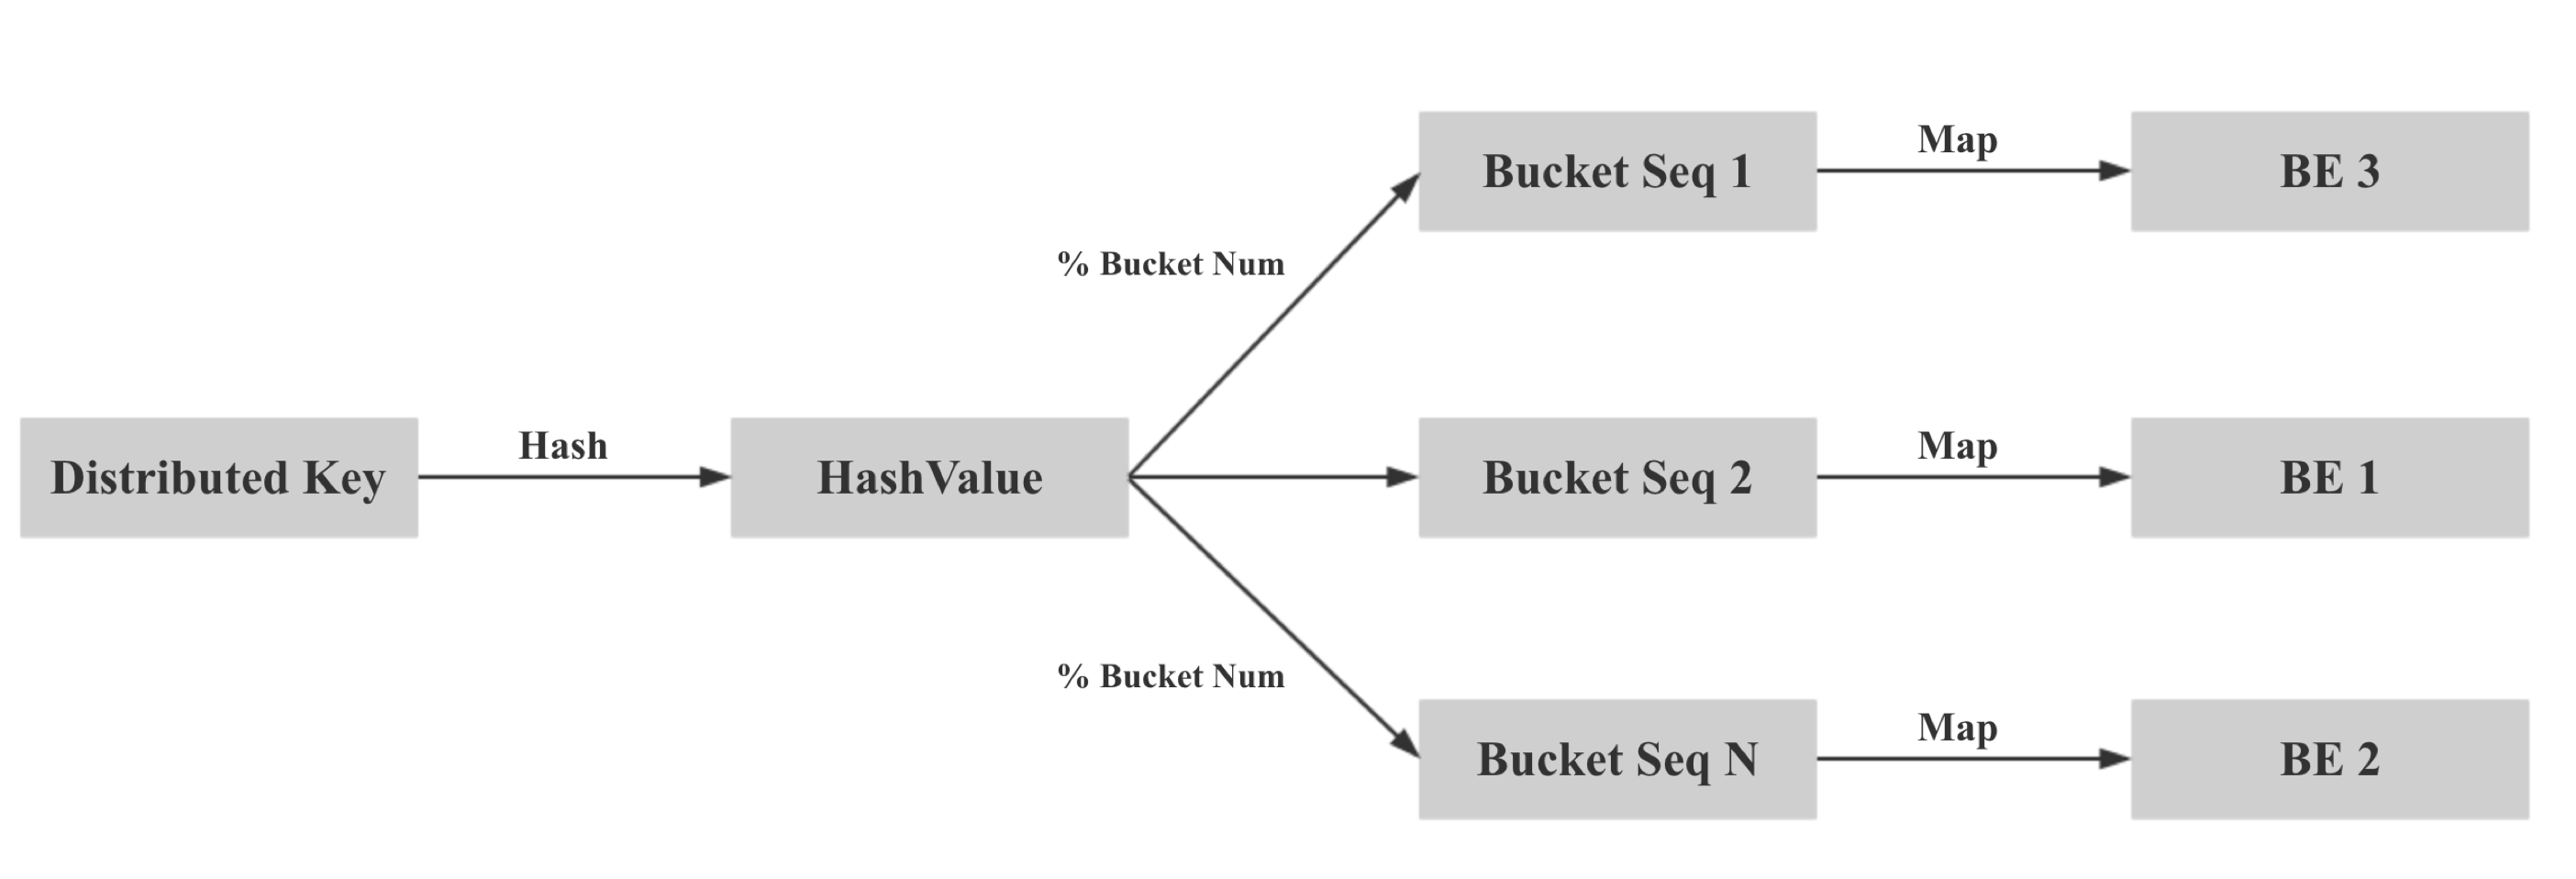 Bucket Seq 1
Map
BE 3
% Bucket Num
Distributed Key
Hash
HashValue
Bucket Seq 2
Map
BE 1
% Bucket Num
Bucket Seq N
Map
BE 2